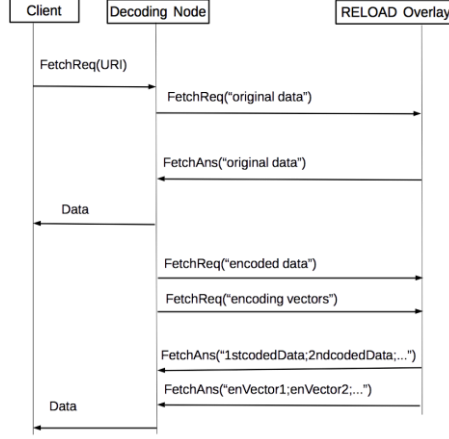 Client
Decoding Node
RELOAD Overlay
FetchReq(URI)
FetchReq("original data")
FetchAns("original data")
Data
FetchReq("encoded data")
FetchReq("encoding vectors")
FetchAns("1stcodedData;2ndcodedData;...")
FetchAns("enVector1;enVector2;...")
Data